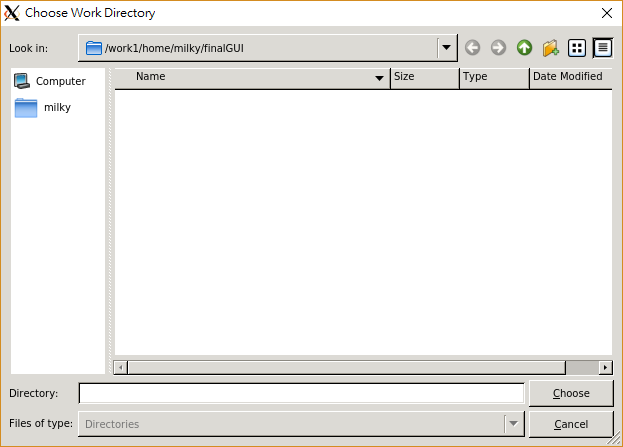 Choose Work Directory
Look in: /work1/home/milky/finalGUI
Computer
milky
Name Size Type Date Modified
Directory: Choose
Files of type: Directories Cancel